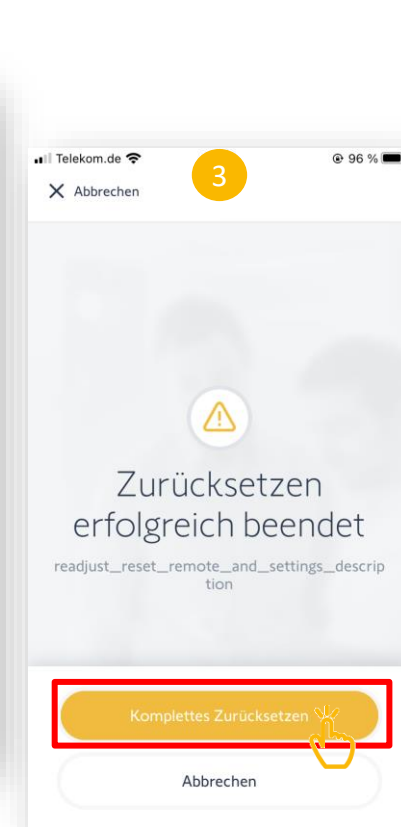 Telekom.de
96 %
3
Abbrechen
Zurücksetzen
erfolgreich beendet
readjust_reset_remote_and_settings_descrip
tion
Komplettes Zurücksetzen
Abbrechen